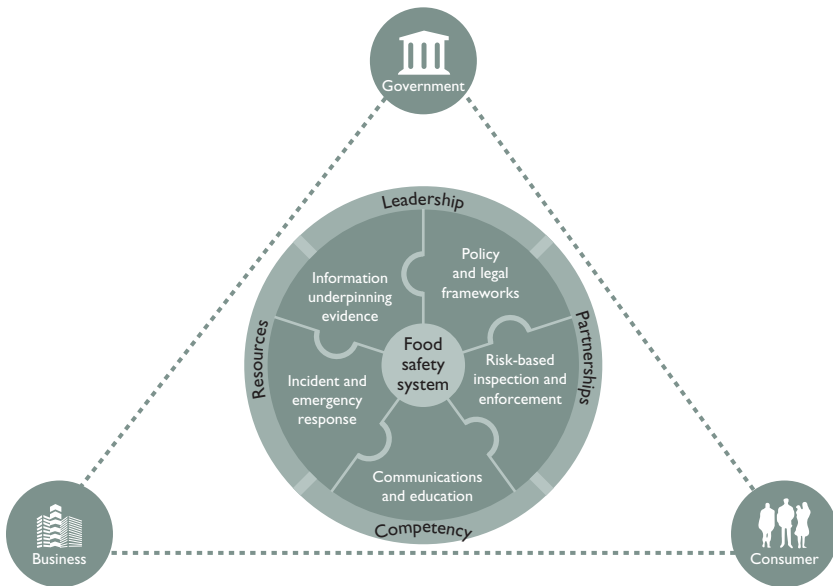 Government
Leadership
Policy
and legal
frameworks
Information
underpinning
evidence
Partnerships
Resources
Food
safety
system
Risk-based
inspection and
enforcement
Incident and
emergency
response
Communications
and education
Competency
Business
Consumer